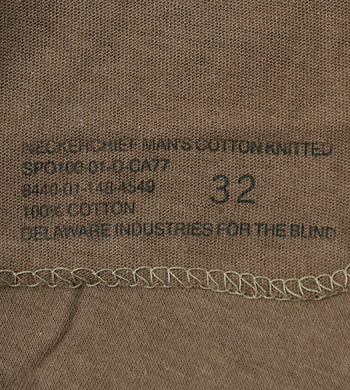 NECKERCHIEF MAN'S COTTON KNITTED
SPO100-01-D-CA77
8440-01-148-4549
100% COTTON
32
DELAWARE INDUSTRIES FOR THE BLIND